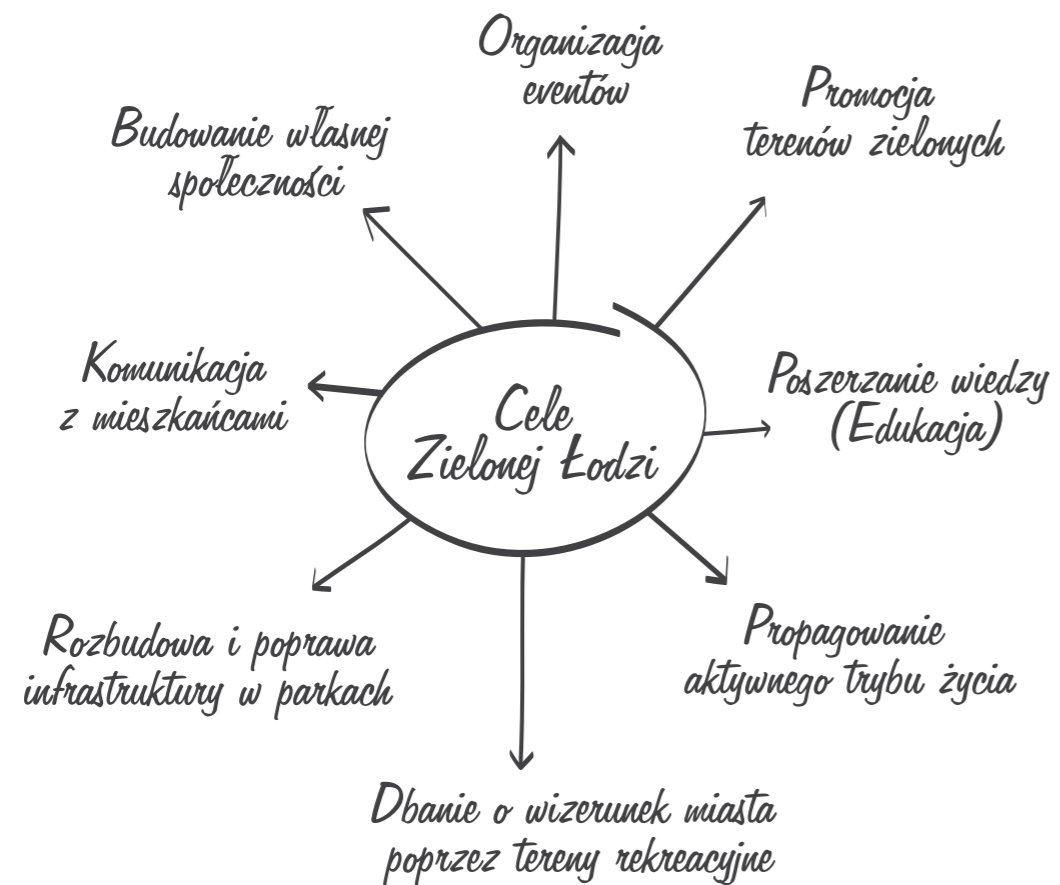 Organizacja
eventów
Promocja
terenów zielonych
Budowanie własnej
społeczności
Komunikacja
z mieszkańcami
Cele
Zielonej Łodzi
Poszerzanie wiedzy
(Edukacja)
Rozbudowa i poprawa
infrastruktury w parkach
Propagowanie
aktywnego trybu życia
Dbanie o wizerunek miasta
poprzez tereny rekreacyjne